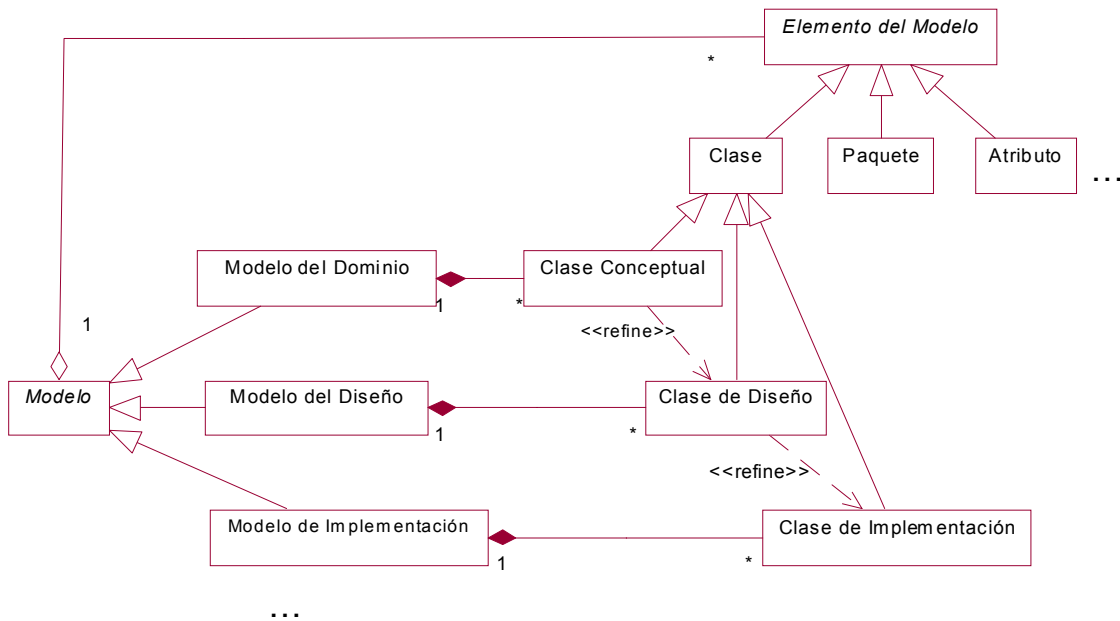 Elemento del Modelo
*
Clase
Paquete
Atributo
...
Modelo del Dominio
1
*
Clase Conceptual
<<refine>>
1
Modelo
Modelo del Diseño
1
*
Clase de Diseño
<<refine>>
Modelo de Implementación
1
*
Clase de Implementación
...